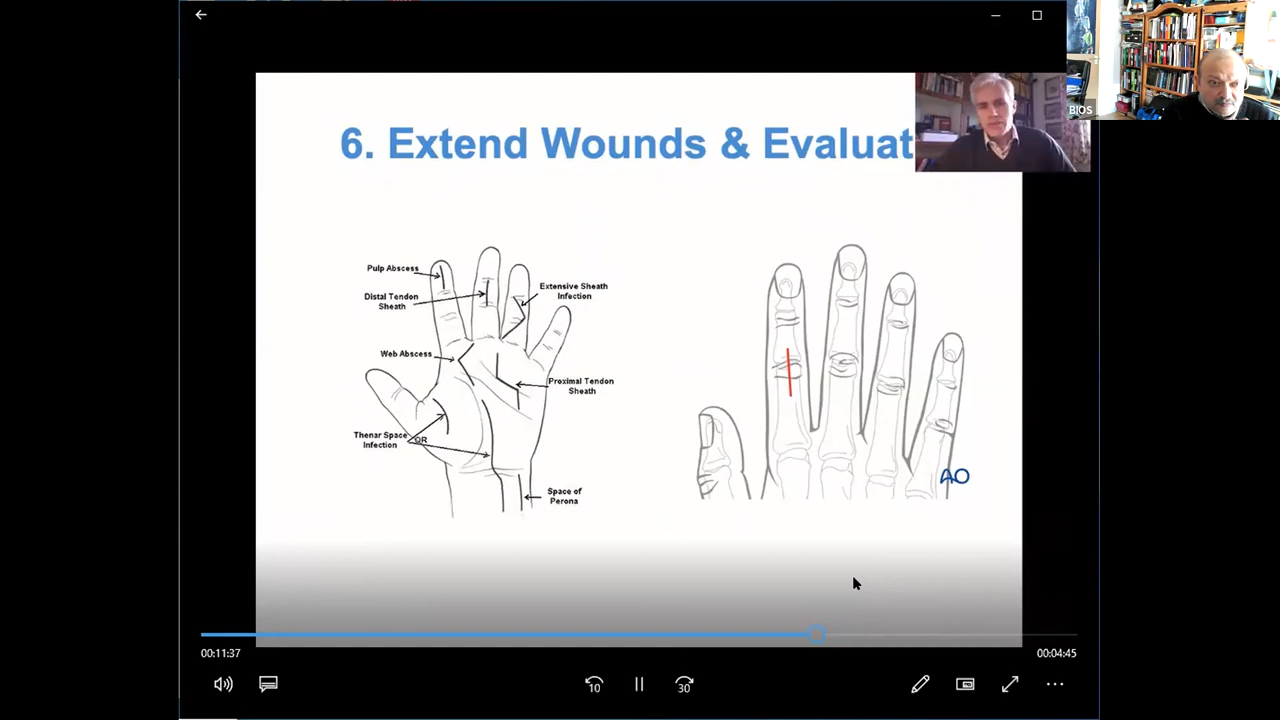 BIOS
6. Extend Wounds & Evaluat
Pulp Abscess
Distal Tendon
Sheath
Extensive Sheath
Infection
Web Abscess
Proximal Tendon
Sheath
Thenar Space
Infection
OR
Space of
Perona
AO
00:11:37
00:04:45
10
30